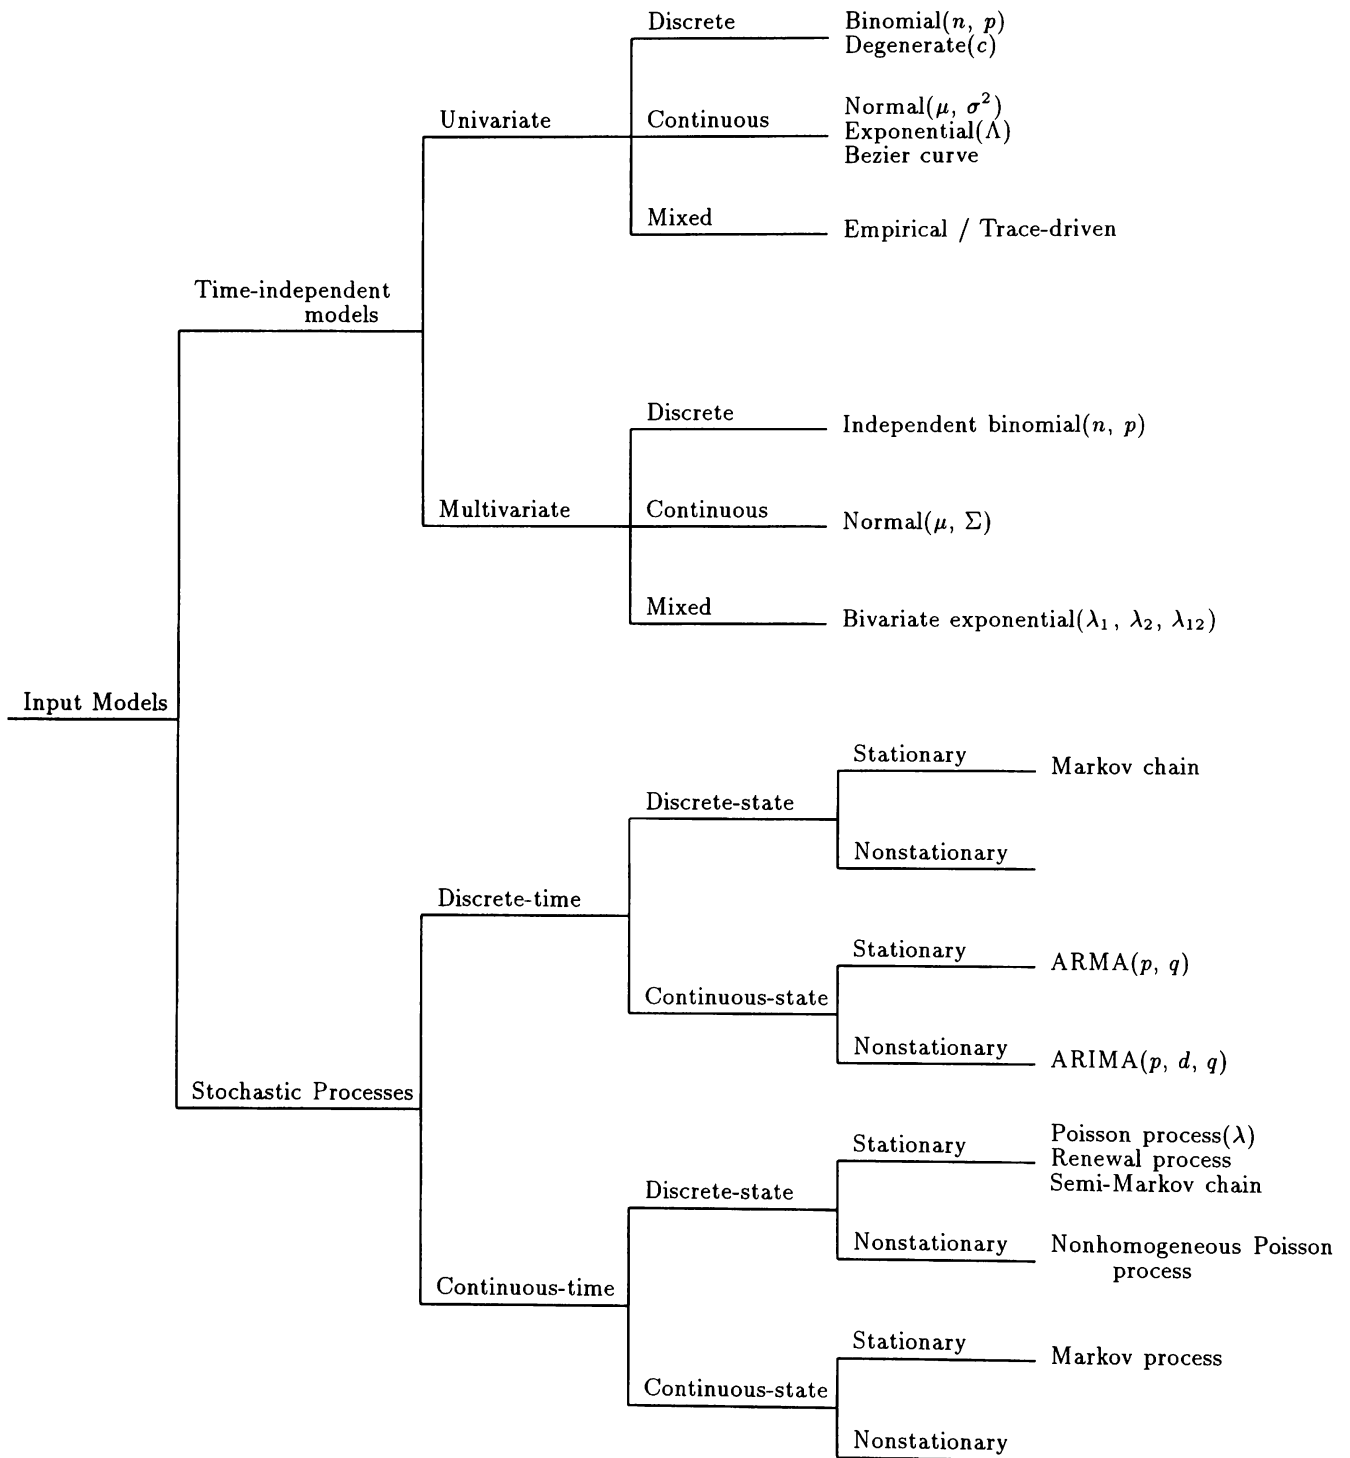 Discrete
Binomial(n, p)
Degenerate(c)
Univariate
Continuous
Normal(μ, σ²)
Exponential(Λ)
Bezier curve
Mixed
Empirical / Trace-driven
Time-independent
models
Discrete
Independent binomial(n, p)
Multivariate
Continuous
Normal(μ, Σ)
Mixed
Bivariate exponential(λ₁, λ₂, λ₁₂)
Input Models
Stationary
Markov chain
Discrete-state
Nonstationary
Discrete-time
Stationary
ARMA(p, q)
Continuous-state
Nonstationary
ARIMA(p, d, q)
Stochastic Processes
Stationary
Poisson process(λ)
Renewal process
Semi-Markov chain
Discrete-state
Nonstationary
Nonhomogeneous Poisson
process
Continuous-time
Stationary
Markov process
Continuous-state
Nonstationary